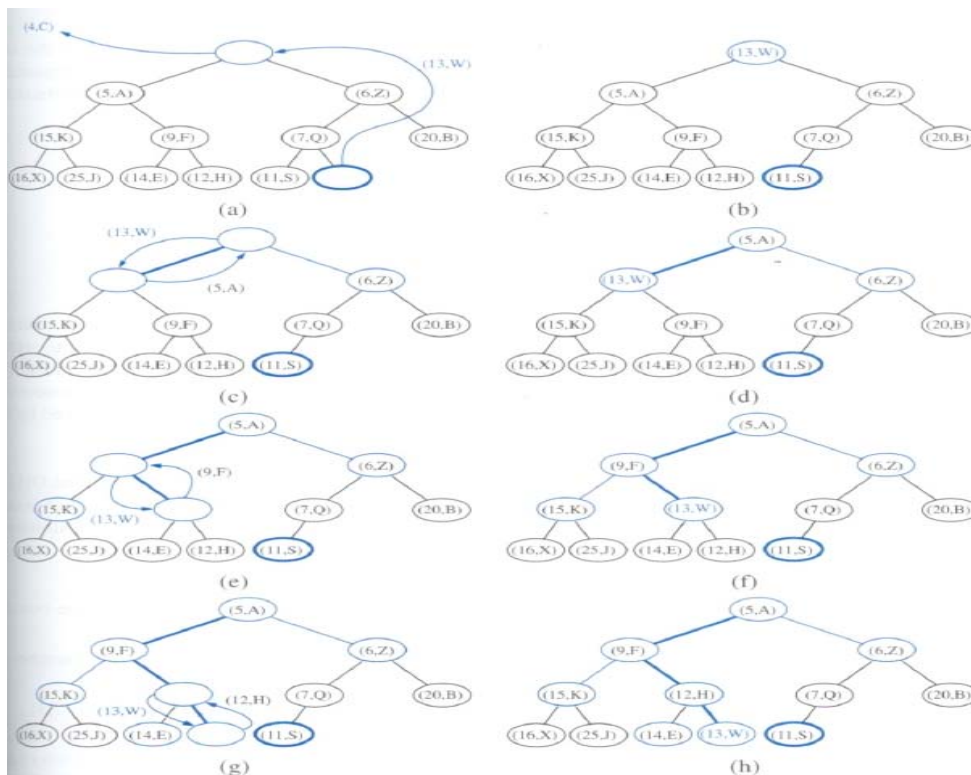 (4,C) (13,W) (13,W)
(5,A) (6,Z) (5,A) (6,Z)
(15,K) (9,F) (7,Q) (20,B) (15,K) (9,F) (7,Q) (20,B)
(16,X) (25,J) (14,E) (12,H) (11,S) (16,X) (25,J) (14,E) (12,H) (11,S)
(a) (b)
(13,W) (5,A)
(5,A) (6,Z) (13,W) (6,Z)
(15,K) (9,F) (7,Q) (20,B) (15,K) (9,F) (7,Q) (20,B)
(16,X) (25,J) (14,E) (12,H) (11,S) (16,X) (25,J) (14,E) (12,H) (11,S)
(c) (d)
(5,A) (5,A)
(9,F) (6,Z) (9,F) (6,Z)
(15,K) (13,W) (7,Q) (20,B) (15,K) (13,W) (7,Q) (20,B)
(16,X) (25,J) (14,E) (12,H) (11,S) (16,X) (25,J) (14,E) (12,H) (11,S)
(e) (f)
(5,A) (5,A)
(9,F) (6,Z) (9,F) (6,Z)
(15,K) (13,W) (12,H) (7,Q) (20,B) (15,K) (12,H) (7,Q) (20,B)
(16,X) (25,J) (14,E) (11,S) (16,X) (25,J) (14,E) (13,W) (11,S)
(g) (h)